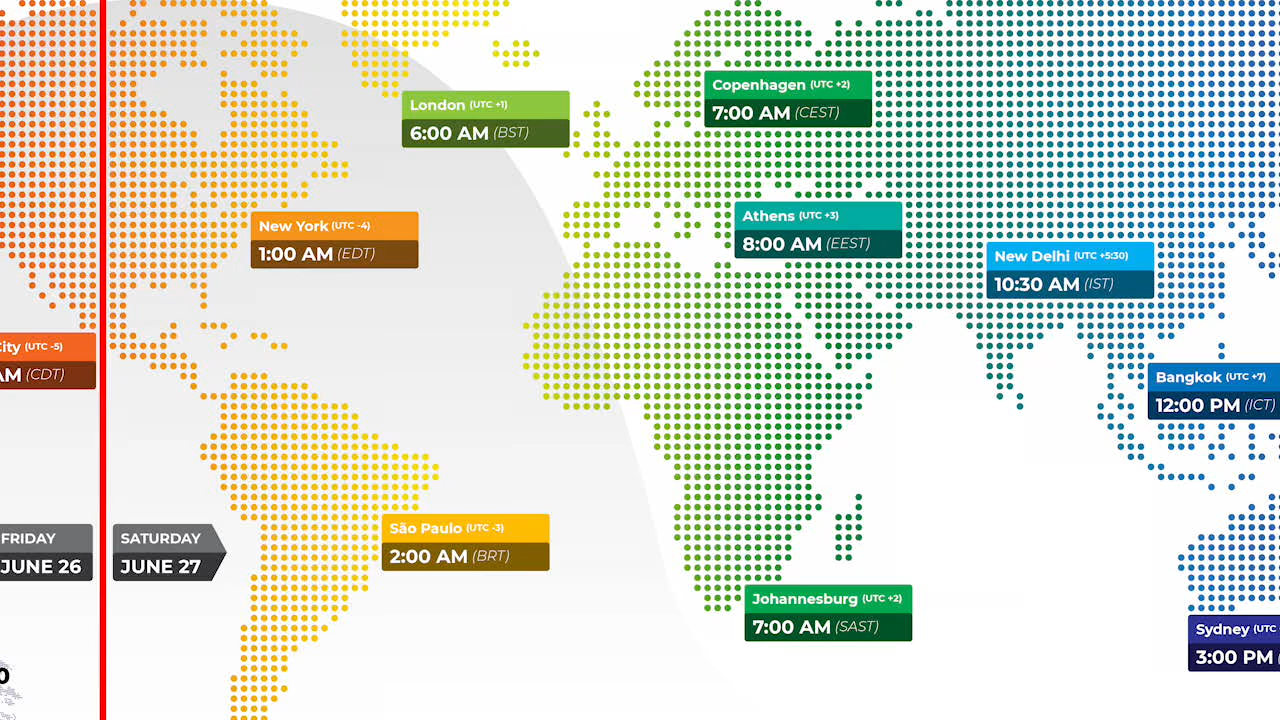 Copenhagen (UTC +2)
7:00 AM (CEST)
London (UTC +1)
6:00 AM (BST)
New York (UTC -4)
1:00 AM (EDT)
Athens (UTC +3)
8:00 AM (EEST)
New Delhi (UTC +5:30)
10:30 AM (IST)
City (UTC -5)
AM (CDT)
Bangkok (UTC +7)
12:00 PM (ICT)
São Paulo (UTC -3)
2:00 AM (BRT)
FRIDAY
JUNE 26
SATURDAY
JUNE 27
Johannesburg (UTC +2)
7:00 AM (SAST)
Sydney (UTC
3:00 PM
0